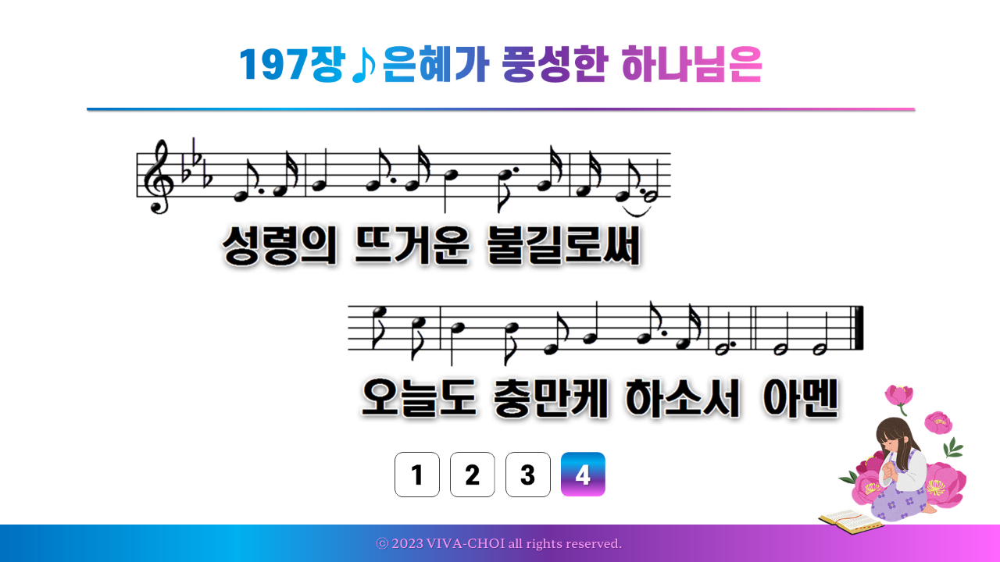 197장♪은혜가 풍성한 하나님은
성령의 뜨거운 불길로써
오늘도 충만케 하소서 아멘
1 2 3 4
ⓒ 2023 VIVA-CHOI all rights reserved.